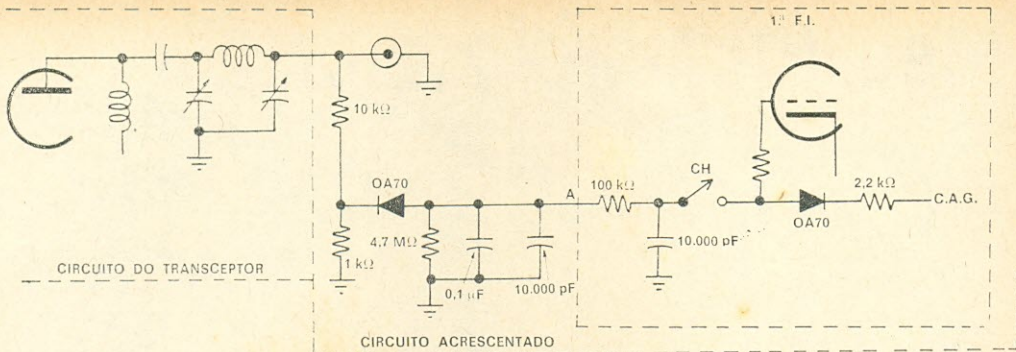 1.ª F.I.
10 kΩ
OA70
A
100 kΩ
CH
2,2 kΩ
C.A.G.
OA70
4,7 MΩ
1 kΩ
10.000 pF
0,1 µF
10.000 pF
CIRCUITO DO TRANSCEPTOR
CIRCUITO ACRESCENTADO